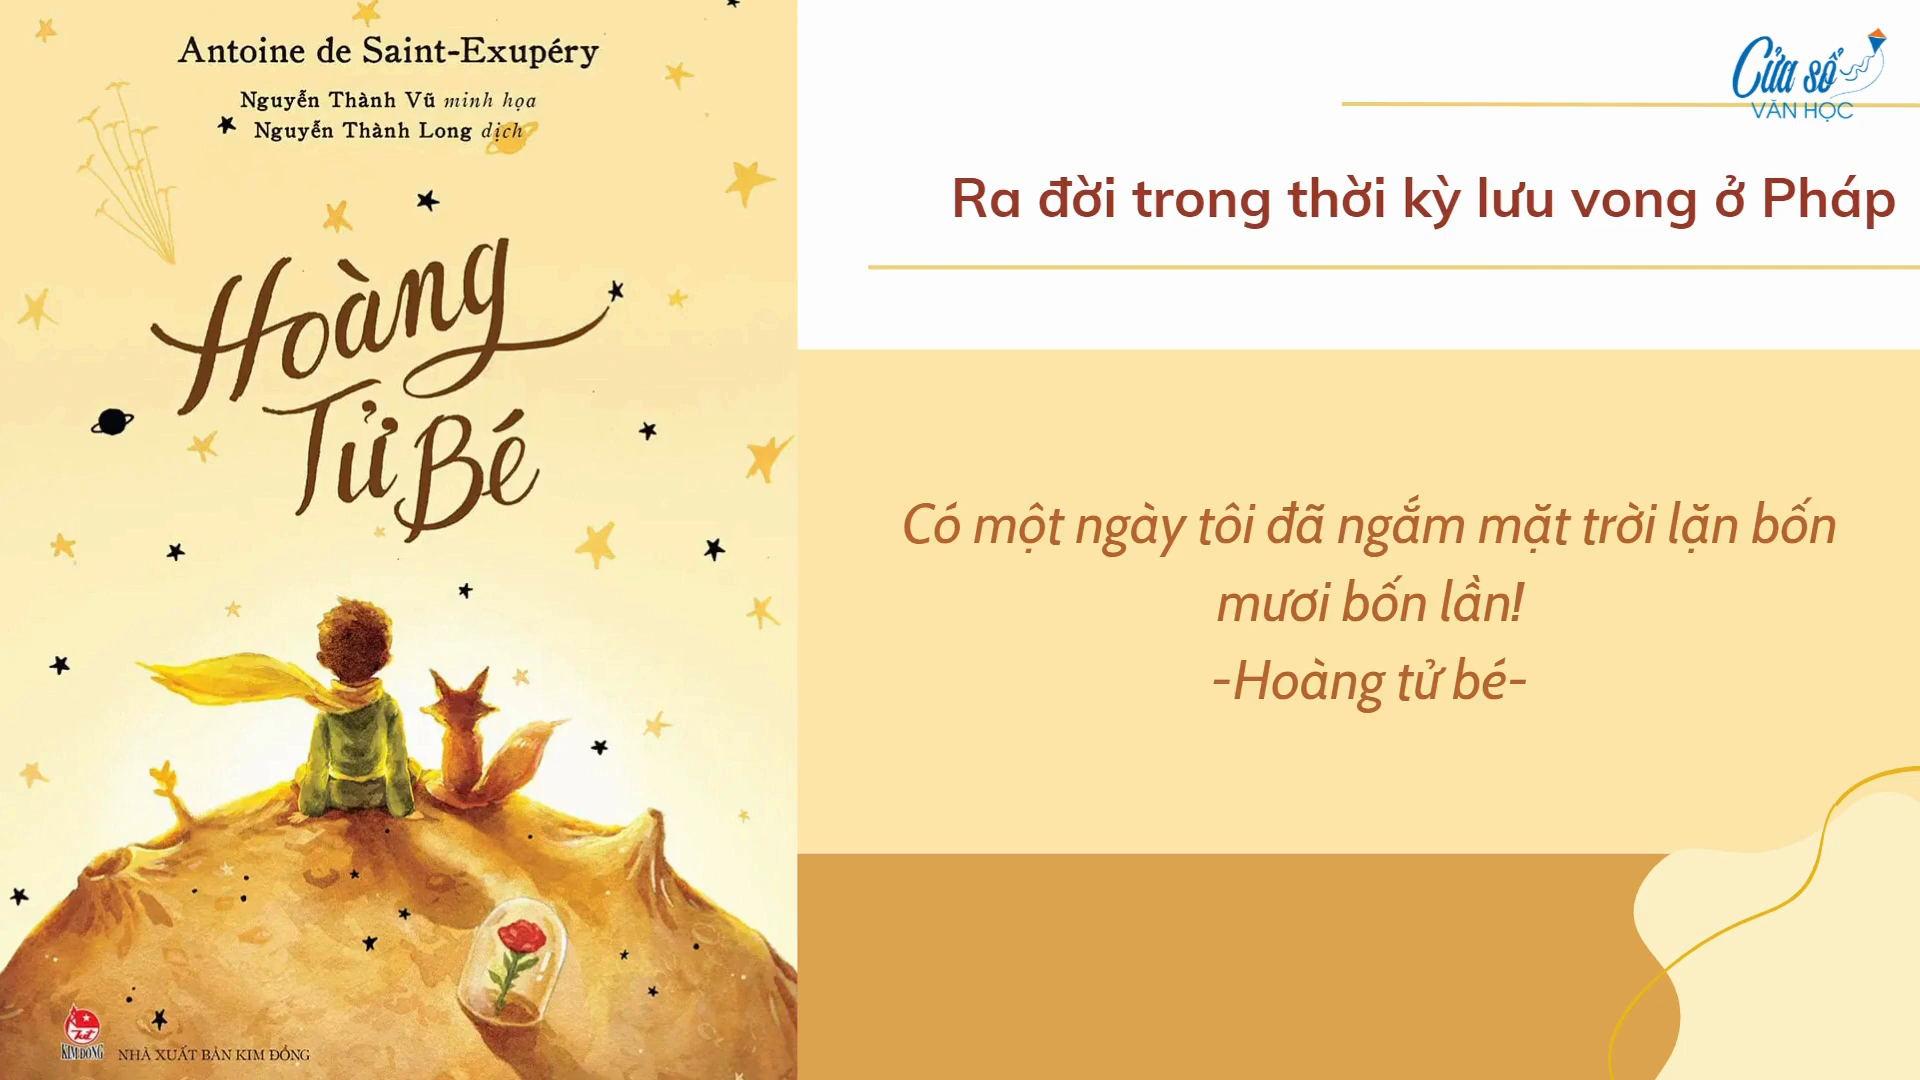 Antoine de Saint-Exupéry
Nguyễn Thành Vũ minh họa
Nguyễn Thành Long dịch
Hoàng
Tử Bé
KIM ĐỒNG
NHÀ XUẤT BẢN KIM ĐỒNG
Cửa sổ
VĂN HỌC
Ra đời trong thời kỳ lưu vong ở Pháp
Có một ngày tôi đã ngắm mặt trời lặn bốn
mươi bốn lần!
-Hoàng tử bé-